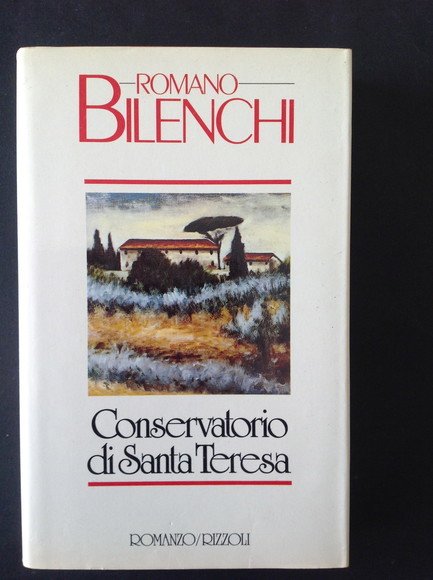 ROMANO
BILENCHI
Conservatorio
di Santa Teresa
ROMANZO/RIZZOLI